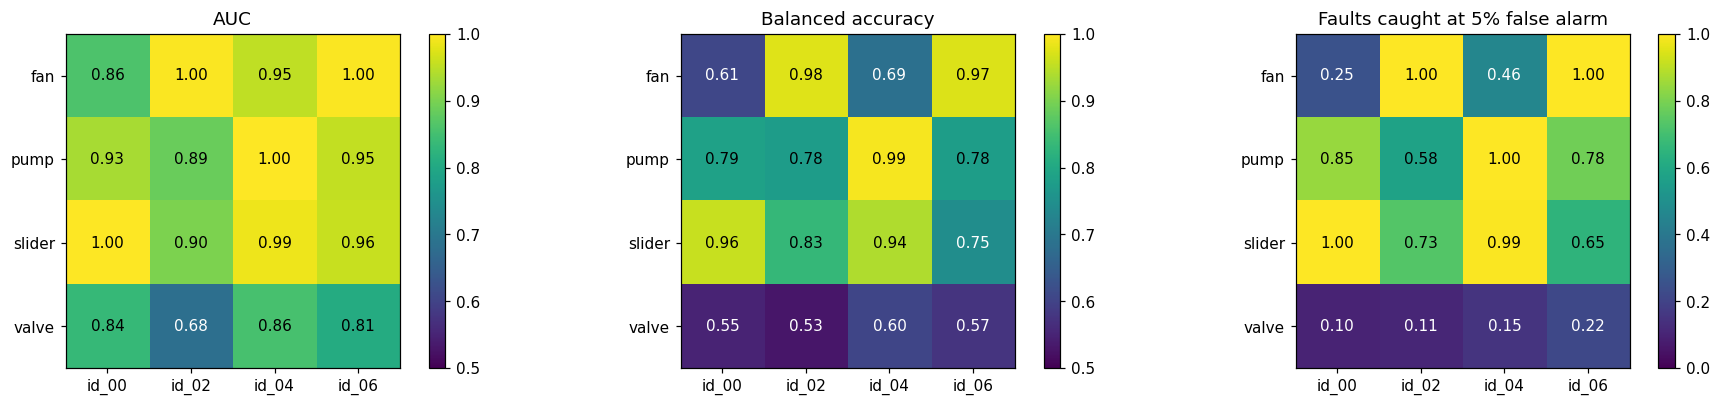 AUC
fan
0.86 1.00 0.95 1.00
pump
0.93 0.89 1.00 0.95
slider
1.00 0.90 0.99 0.96
valve
0.84 0.68 0.86 0.81
id_00 id_02 id_04 id_06
1.0
0.9
0.8
0.7
0.6
0.5
Balanced accuracy
fan
0.61 0.98 0.69 0.97
pump
0.79 0.78 0.99 0.78
slider
0.96 0.83 0.94 0.75
valve
0.55 0.53 0.60 0.57
id_00 id_02 id_04 id_06
1.0
0.9
0.8
0.7
0.6
0.5
Faults caught at 5% false alarm
fan
0.25 1.00 0.46 1.00
pump
0.85 0.58 1.00 0.78
slider
1.00 0.73 0.99 0.65
valve
0.10 0.11 0.15 0.22
id_00 id_02 id_04 id_06
1.0
0.8
0.6
0.4
0.2
0.0